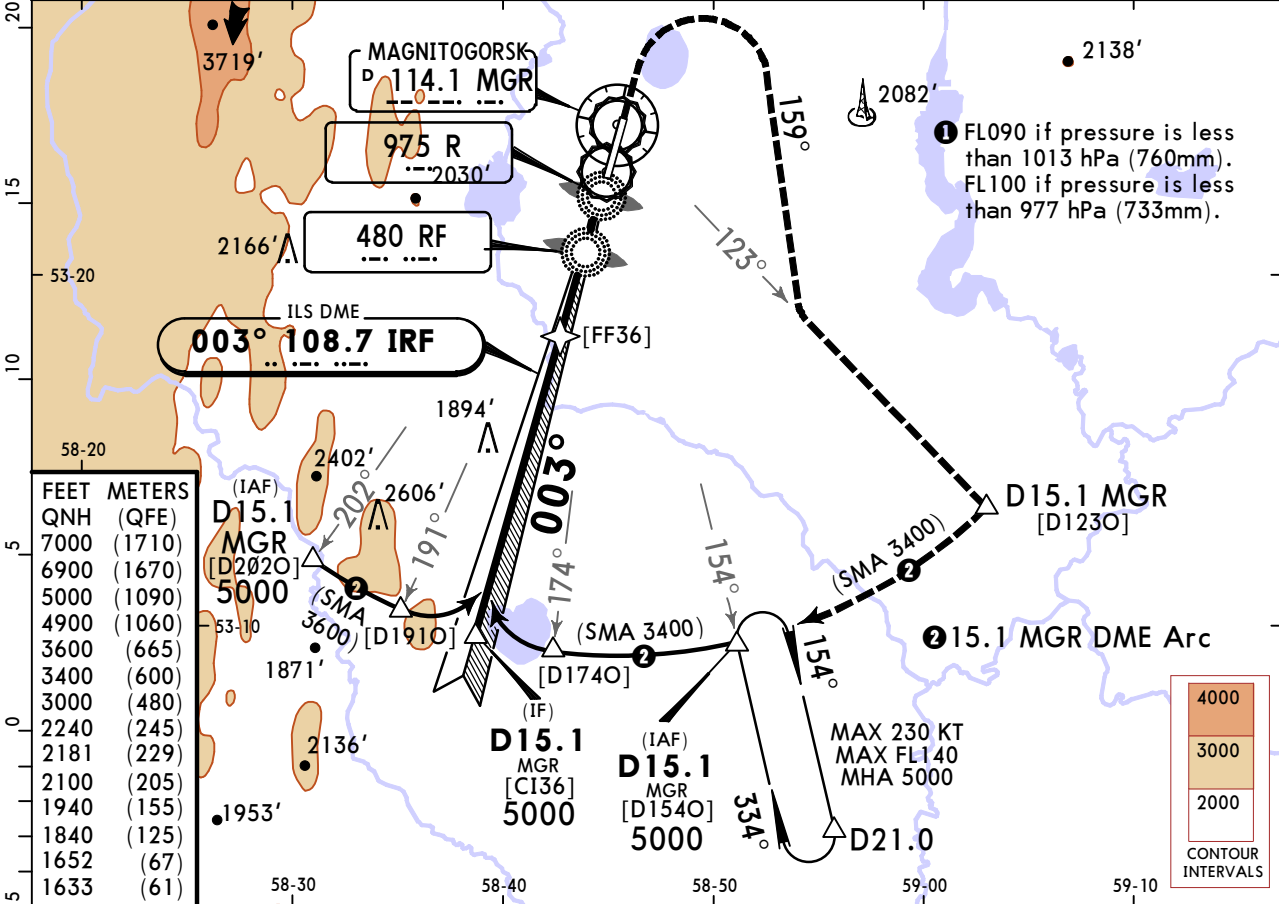 20
15
10
5
0
5
3719'
MAGNITOGORSK
D 114.1 MGR
975 R
2030'
480 RF
2166'
53-20
ILS DME
003° 108.7 IRF
[FF36]
159°
2082'
2138'
1 FL090 if pressure is less
than 1013 hPa (760mm).
FL100 if pressure is less
than 977 hPa (733mm).
123°
1894'
58-20
2402'
2606'
202°
191°
003°
174°
154°
(IAF)
D15.1
MGR
[D202O]
5000
(SMA
3600)
[D191O]
53-10
1871'
2136'
1953'
[D174O]
(SMA 3400)
2
(IF)
D15.1
MGR
[CI36]
5000
(IAF)
D15.1
MGR
[D154O]
5000
154°
334°
MAX 230 KT
MAX FL140
MHA 5000
D21.0
D15.1 MGR
[D123O]
(SMA 3400)
2
2
2 15.1 MGR DME Arc
FEET METERS
QNH (QFE)
7000 (1710)
6900 (1670)
5000 (1090)
4900 (1060)
3600 (665)
3400 (600)
3000 (480)
2240 (245)
2181 (229)
2100 (205)
1940 (155)
1840 (125)
1652 (67)
1633 (61)
58-30
58-40
58-50
59-00
59-10
4000
3000
2000
CONTOUR
INTERVALS